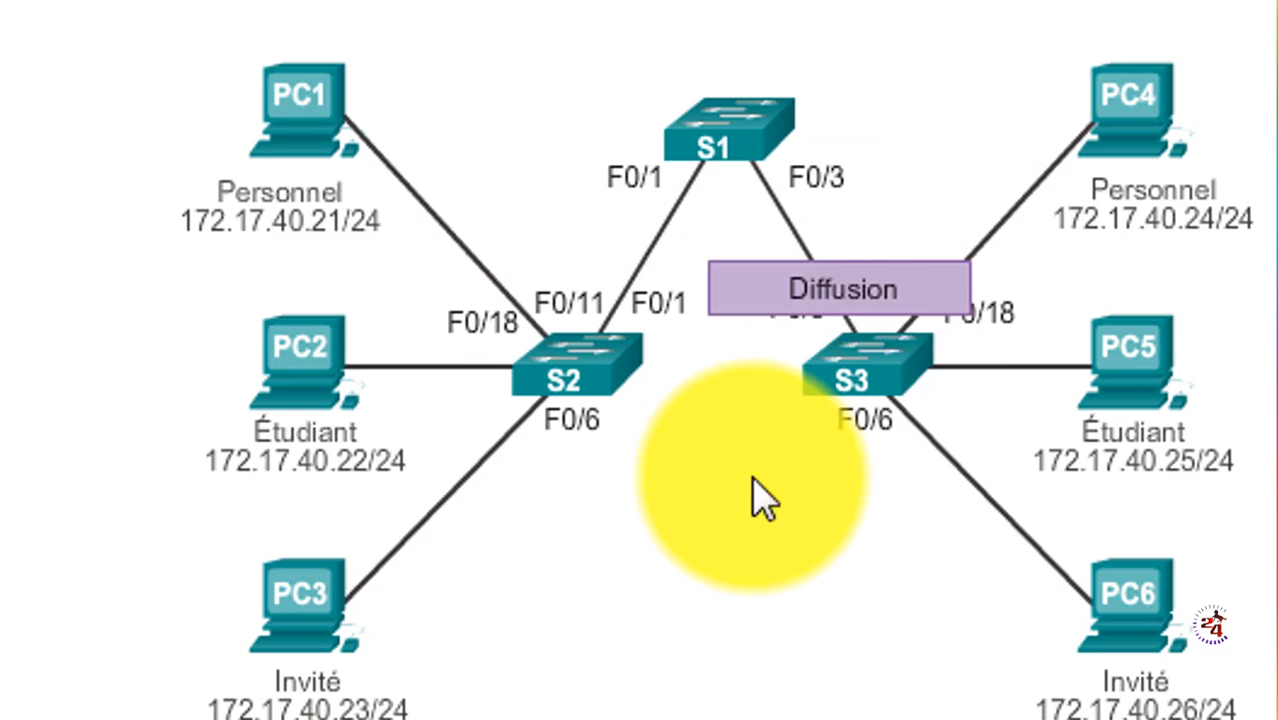 PC1
Personnel
172.17.40.21/24
S1
F0/1
F0/3
PC4
Personnel
172.17.40.24/24
Diffusion
F0/11
F0/1
F0/18
F0/18
PC2
Étudiant
172.17.40.22/24
S2
F0/6
S3
F0/6
PC5
Étudiant
172.17.40.25/24
PC3
Invité
172.17.40.23/24
PC6
Invité
172.17.40.26/24
24